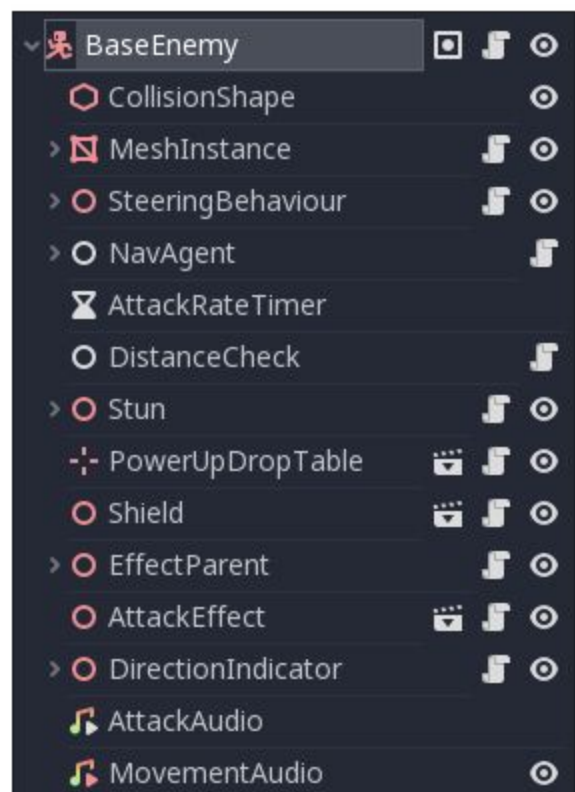 BaseEnemy
CollisionShape
MeshInstance
SteeringBehaviour
NavAgent
AttackRateTimer
DistanceCheck
Stun
PowerUpDropTable
Shield
EffectParent
AttackEffect
DirectionIndicator
AttackAudio
MovementAudio